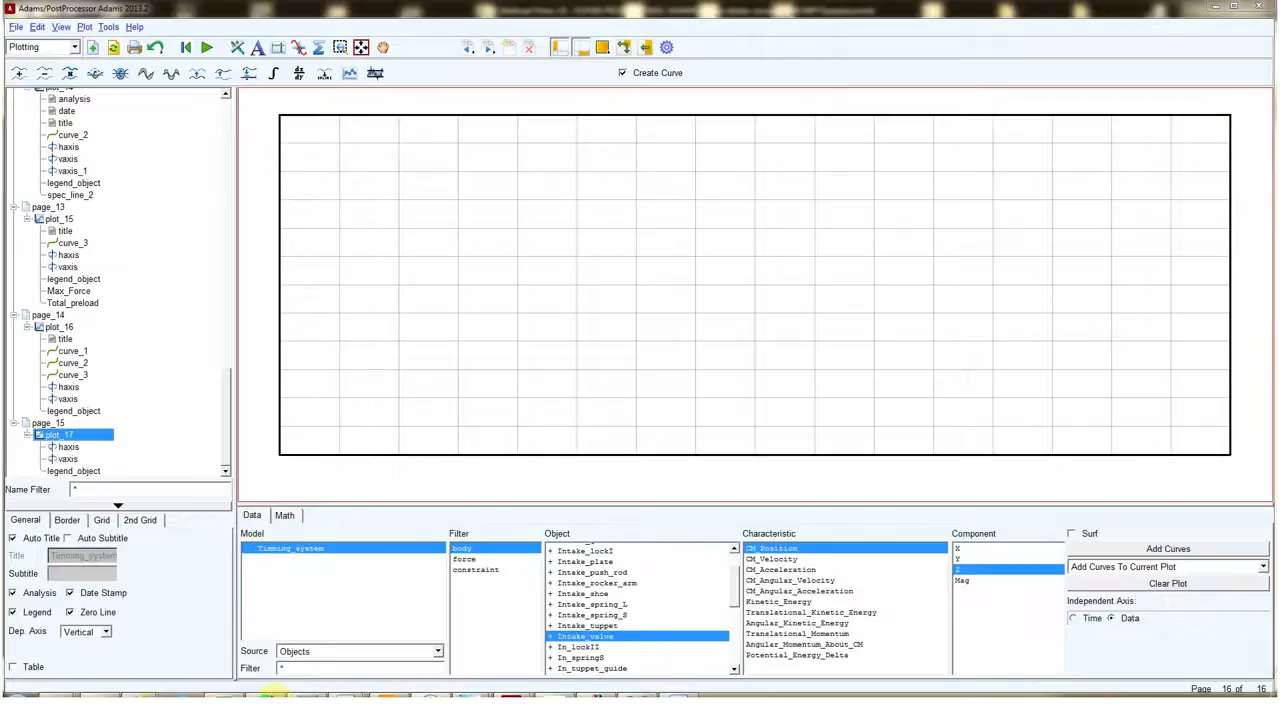 Adams/PostProcessor Adams 2013.2
File Edit View Plot Tools Help
Plotting
Create Curve
plot_14
analysis
date
title
curve_2
haxis
vaxis
vaxis_1
legend_object
spec_line_2
page_13
plot_15
title
curve_3
haxis
vaxis
legend_object
Max_Force
Total_preload
page_14
plot_16
title
curve_1
curve_2
curve_3
haxis
vaxis
legend_object
page_15
plot_17
haxis
vaxis
legend_object
Name Filter *
General Border Grid 2nd Grid
Auto Title Auto Subtitle
Title Timming_system
Subtitle
Analysis Date Stamp
Legend Zero Line
Dep. Axis Vertical
Table
Data Math
Model
.Timming_system
Source Objects
Filter *
Filter
body
force
constraint
Object
+ Intake_lockI
+ Intake_plate
+ Intake_push_rod
+ Intake_rocker_arm
+ Intake_shoe
+ Intake_spring_L
+ Intake_spring_S
+ Intake_tuppet
+ Intake_valve
+ In_lockII
+ In_springS
+ In_tuppet_guide
Characteristic
CM_Position
CM_Velocity
CM_Acceleration
CM_Angular_Velocity
CM_Angular_Acceleration
Kinetic_Energy
Translational_Kinetic_Energy
Angular_Kinetic_Energy
Translational_Momentum
Angular_Momentum_About_CM
Potential_Energy_Delta
Component
X
Y
Z
Mag
Surf
Add Curves
Add Curves To Current Plot
Clear Plot
Independent Axis:
Time Data
Page 16 of 16